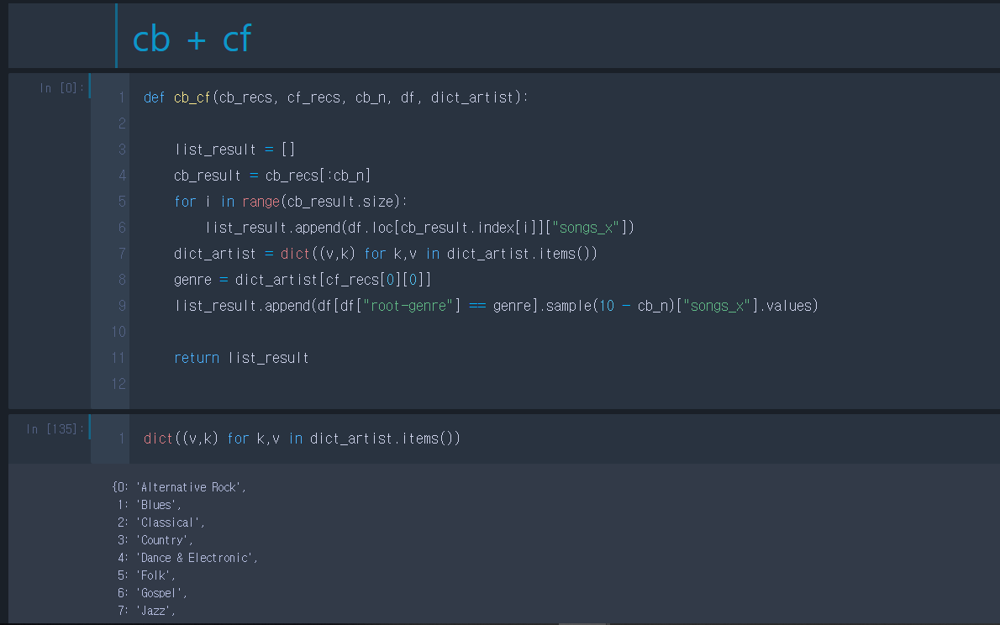 cb + cf
In [0]:
1 def cb_cf(cb_recs, cf_recs, cb_n, df, dict_artist):
2
3     list_result = []
4     cb_result = cb_recs[:cb_n]
5     for i in range(cb_result.size):
6         list_result.append(df.loc[cb_result.index[i]]["songs_x"])
7     dict_artist = dict((v,k) for k,v in dict_artist.items())
8     genre = dict_artist[cf_recs[0][0]]
9     list_result.append(df[df["root-genre"] == genre].sample(10 - cb_n)["songs_x"].values)
10
11     return list_result
12
In [135]:
1 dict((v,k) for k,v in dict_artist.items())
{0: 'Alternative Rock',
1: 'Blues',
2: 'Classical',
3: 'Country',
4: 'Dance & Electronic',
5: 'Folk',
6: 'Gospel',
7: 'Jazz',